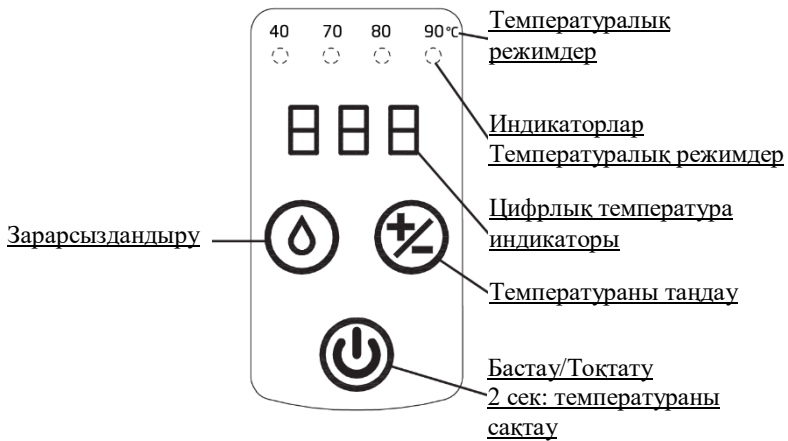 40 70 80 90°C
Температуралық
режимдер
Индикаторлар
Температуралық режимдер
Цифрлық температура
индикаторы
Зарарсыздандыру
Температураны таңдау
Бастау/Тоқтату
2 сек: температураны
сақтау